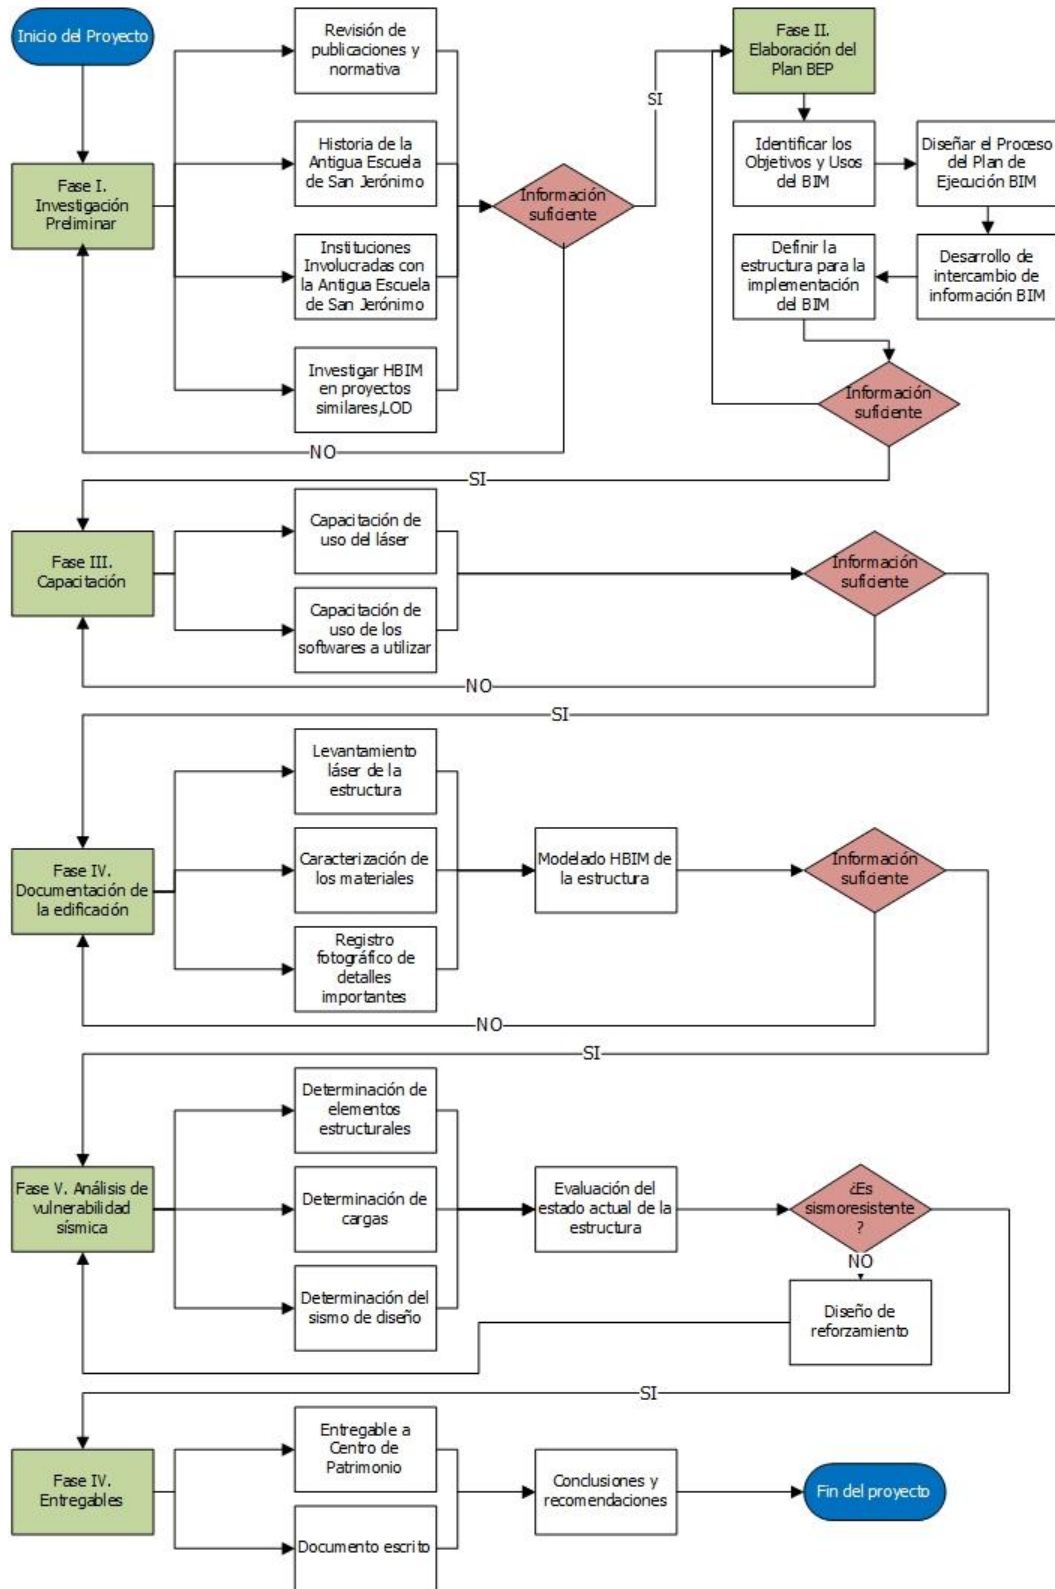 Inicio del Proyecto
Fase I.
Investigación
Preliminar
Revisión de
publicaciones y
normativa
Historia de la
Antigua Escuela
de San Jerónimo
Instituciones
Involucradas con
la Antigua Escuela
de San Jerónimo
Investigar HBIM
en proyectos
similares,LOD
Información
suficiente
NO
SI
Fase II.
Elaboración del
Plan BEP
Identificar los
Objetivos y Usos
del BIM
Diseñar el Proceso
del Plan de
Ejecución BIM
Desarrollo de
intercambio de
información BIM
Definir la
estructura para la
implementación
del BIM
Información
suficiente
SI
Fase III.
Capacitación
Capacitación de
uso del láser
Capacitación de
uso de los
softwares a utilizar
Información
suficiente
NO
SI
Fase IV.
Documentación de
la edificación
Levantamiento
láser de la
estructura
Caracterización de
los materiales
Registro
fotográfico de
detalles
importantes
Modelado HBIM de
la estructura
Información
suficiente
NO
SI
Fase V. Análisis de
vulnerabilidad
sísmica
Determinación de
elementos
estructurales
Determinación de
cargas
Determinación del
sismo de diseño
Evaluación del
estado actual de la
estructura
¿Es
sismoresistente
?
NO
Diseño de
reforzamiento
SI
Fase IV.
Entregables
Entregable a
Centro de
Patrimonio
Documento escrito
Conclusiones y
recomendaciones
Fin del proyecto